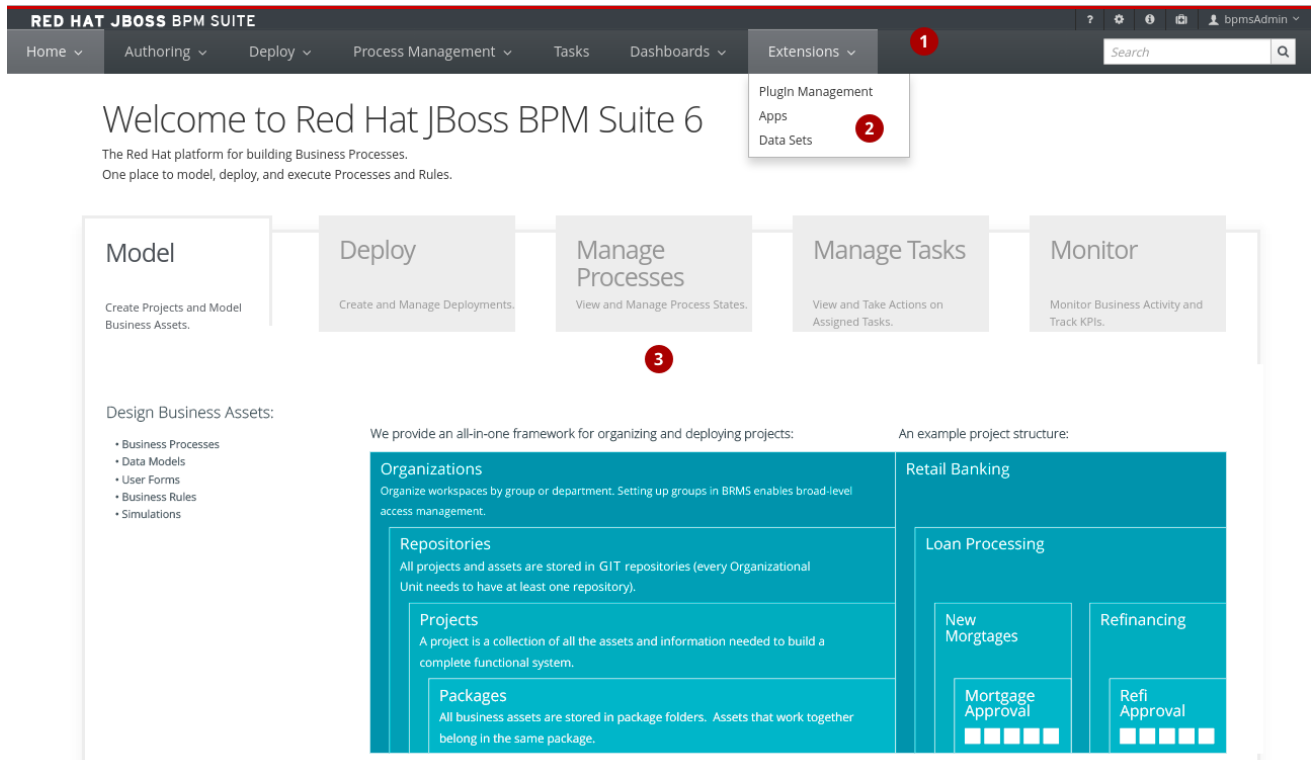 RED HAT JBOSS BPM SUITE
? bpmsAdmin
Home Authoring Deploy Process Management Tasks Dashboards Extensions 1 Search
PlugIn Management
Apps
Data Sets
2
Welcome to Red Hat JBoss BPM Suite 6
The Red Hat platform for building Business Processes.
One place to model, deploy, and execute Processes and Rules.
Model
Create Projects and Model
Business Assets.
Deploy
Create and Manage Deployments.
Manage
Processes
View and Manage Process States.
Manage Tasks
View and Take Actions on
Assigned Tasks.
Monitor
Monitor Business Activity and
Track KPIs.
3
Design Business Assets:
• Business Processes
• Data Models
• User Forms
• Business Rules
• Simulations
We provide an all-in-one framework for organizing and deploying projects:
Organizations
Organize workspaces by group or department. Setting up groups in BRMS enables broad-level
access management.
Repositories
All projects and assets are stored in GIT repositories (every Organizational
Unit needs to have at least one repository).
Projects
A project is a collection of all the assets and information needed to build a
complete functional system.
Packages
All business assets are stored in package folders. Assets that work together
belong in the same package.
An example project structure:
Retail Banking
Loan Processing
New
Morgtages
Mortgage
Approval
Refinancing
Refi
Approval